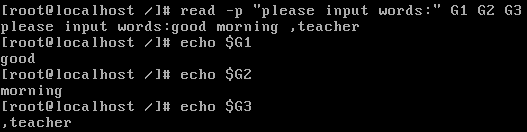 [root@localhost /]# read -p "please input words:" G1 G2 G3
please input words:good morning ,teacher
[root@localhost /]# echo $G1
good
[root@localhost /]# echo $G2
morning
[root@localhost /]# echo $G3
,teacher